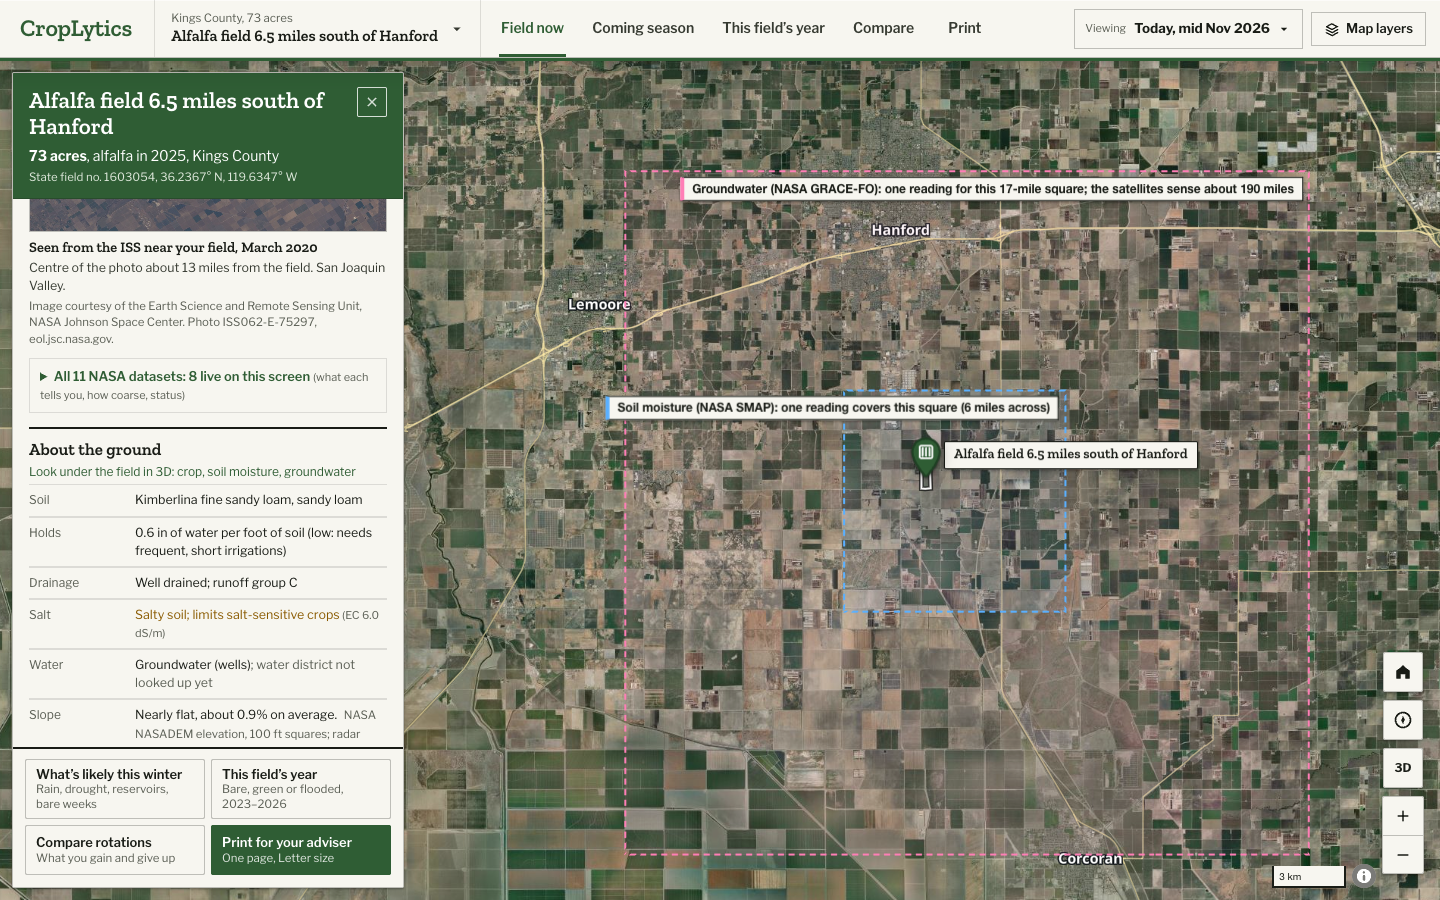 CropLytics
Kings County, 73 acres
Alfalfa field 6.5 miles south of Hanford
Field now
Coming season
This field's year
Compare
Print
Viewing Today, mid Nov 2026
Map layers
Alfalfa field 6.5 miles south of
Hanford
73 acres, alfalfa in 2025, Kings County
State field no. 1603054, 36.2367° N, 119.6347° W
Seen from the ISS near your field, March 2020
Centre of the photo about 13 miles from the field. San Joaquin
Valley.
Image courtesy of the Earth Science and Remote Sensing Unit,
NASA Johnson Space Center. Photo ISS062-E-75297,
eol.jsc.nasa.gov.
All 11 NASA datasets: 8 live on this screen (what each
tells you, how coarse, status)
About the ground
Look under the field in 3D: crop, soil moisture, groundwater
Soil Kimberlina fine sandy loam, sandy loam
Holds 0.6 in of water per foot of soil (low: needs
frequent, short irrigations)
Drainage Well drained; runoff group C
Salt Salty soil; limits salt-sensitive crops (EC 6.0
dS/m)
Water Groundwater (wells); water district not
looked up yet
Slope Nearly flat, about 0.9% on average. NASA
NASADEM elevation, 100 ft squares; radar
What's likely this winter
Rain, drought, reservoirs,
bare weeks
This field's year
Bare, green or flooded,
2023–2026
Compare rotations
What you gain and give up
Print for your adviser
One page, Letter size
Groundwater (NASA GRACE-FO): one reading for this 17-mile square; the satellites sense about 190 miles
Hanford
Lemoore
Soil moisture (NASA SMAP): one reading covers this square (6 miles across)
Alfalfa field 6.5 miles south of Hanford
Corcoran
3D
3 km